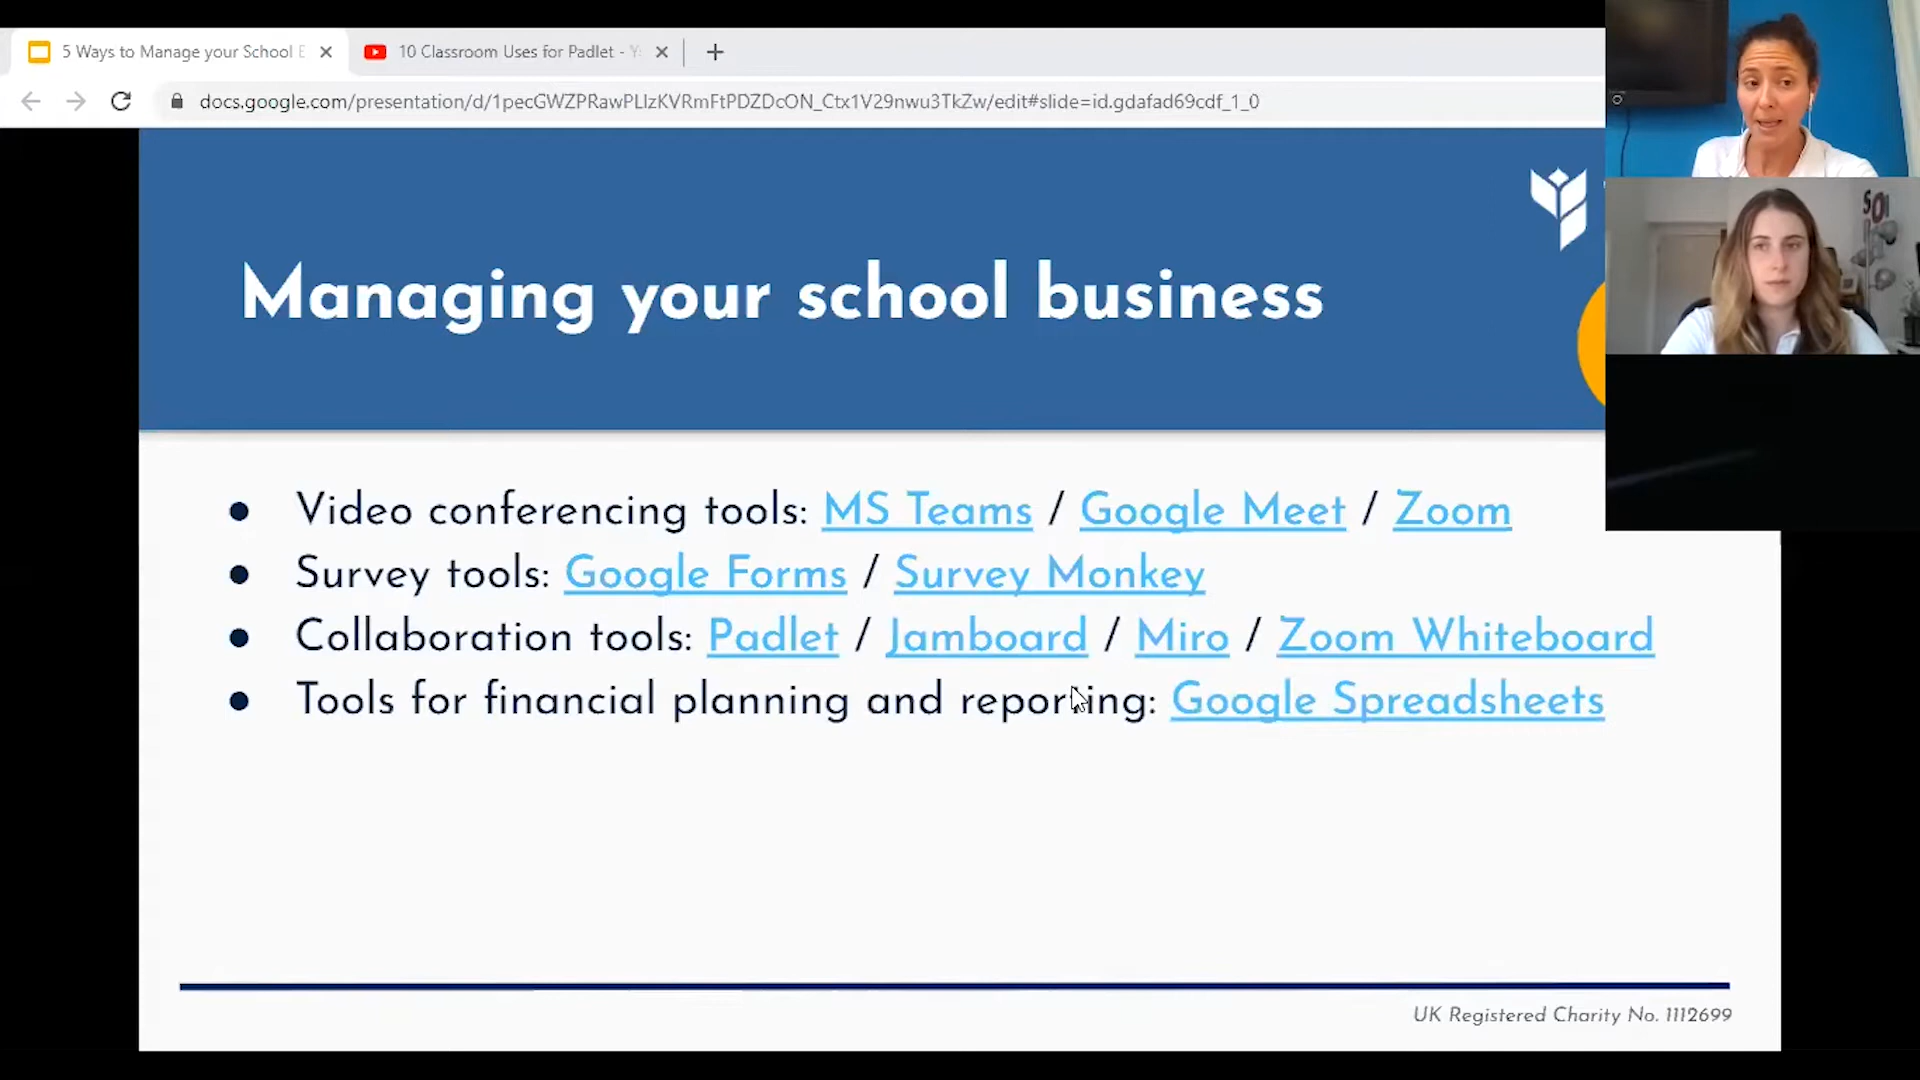 5 Ways to Manage your School E
10 Classroom Uses for Padlet - Y
docs.google.com/presentation/d/1pecGWZPRawPLIzKVRmFtPDZDcON_Ctx1V29nwu3TkZw/edit#slide=id.gdafad69cdf_1_0
Managing your school business
● Video conferencing tools: MS Teams / Google Meet / Zoom
● Survey tools: Google Forms / Survey Monkey
● Collaboration tools: Padlet / Jamboard / Miro / Zoom Whiteboard
● Tools for financial planning and reporting: Google Spreadsheets
UK Registered Charity No. 1112699